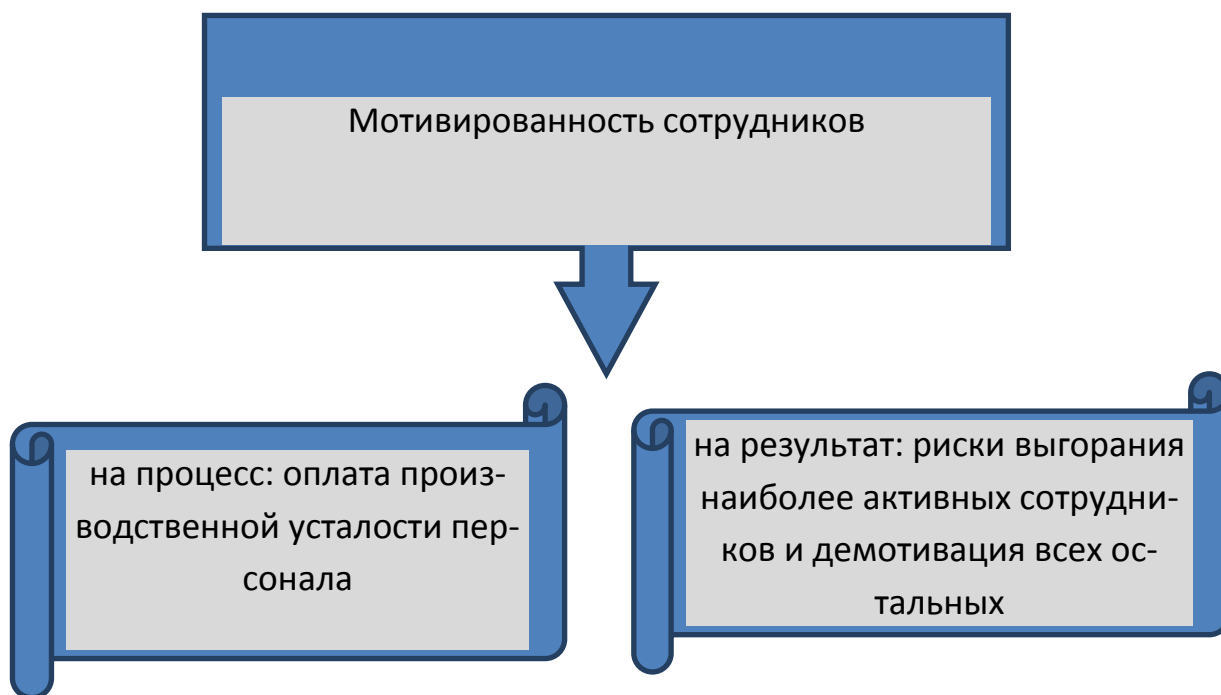 Мотивированность сотрудников
на процесс: оплата произ-
водственной усталости пер-
сонала
на результат: риски выгорания
наиболее активных сотрудни-
ков и демотивация всех ос-
тальных